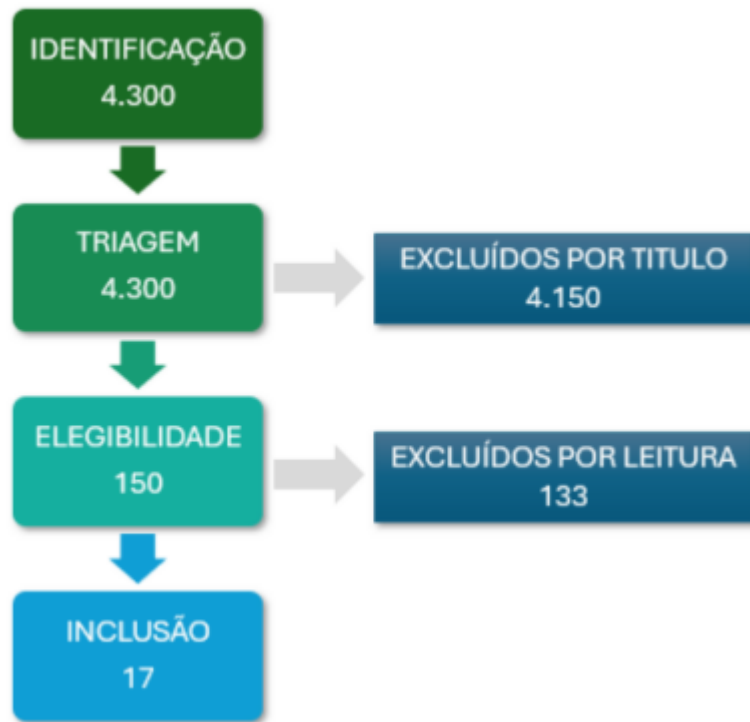 IDENTIFICAÇÃO
4.300
TRIAGEM
4.300
EXCLUÍDOS POR TITULO
4.150
ELEGIBILIDADE
150
EXCLUÍDOS POR LEITURA
133
INCLUSÃO
17